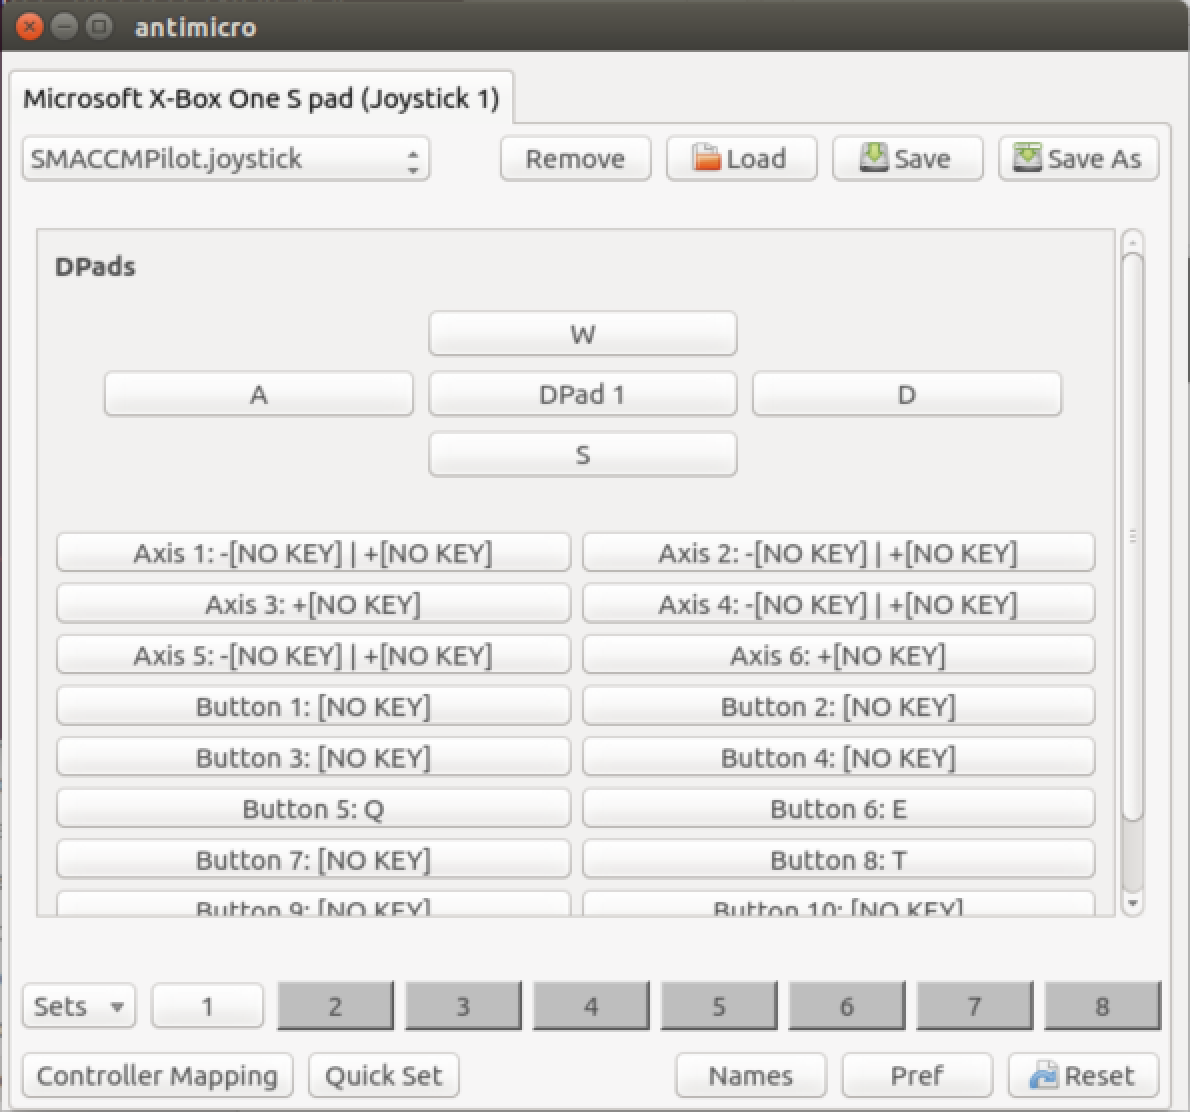 antimicro
Microsoft X-Box One S pad (Joystick 1)
SMACCMPilot.joystick Remove Load Save Save As
DPads
W
A DPad 1 D
S
Axis 1: -[NO KEY] | +[NO KEY] Axis 2: -[NO KEY] | +[NO KEY]
Axis 3: +[NO KEY] Axis 4: -[NO KEY] | +[NO KEY]
Axis 5: -[NO KEY] | +[NO KEY] Axis 6: +[NO KEY]
Button 1: [NO KEY] Button 2: [NO KEY]
Button 3: [NO KEY] Button 4: [NO KEY]
Button 5: Q Button 6: E
Button 7: [NO KEY] Button 8: T
Button 9: [NO KEY] Button 10: [NO KEY]
Sets 1 2 3 4 5 6 7 8
Controller Mapping Quick Set Names Pref Reset